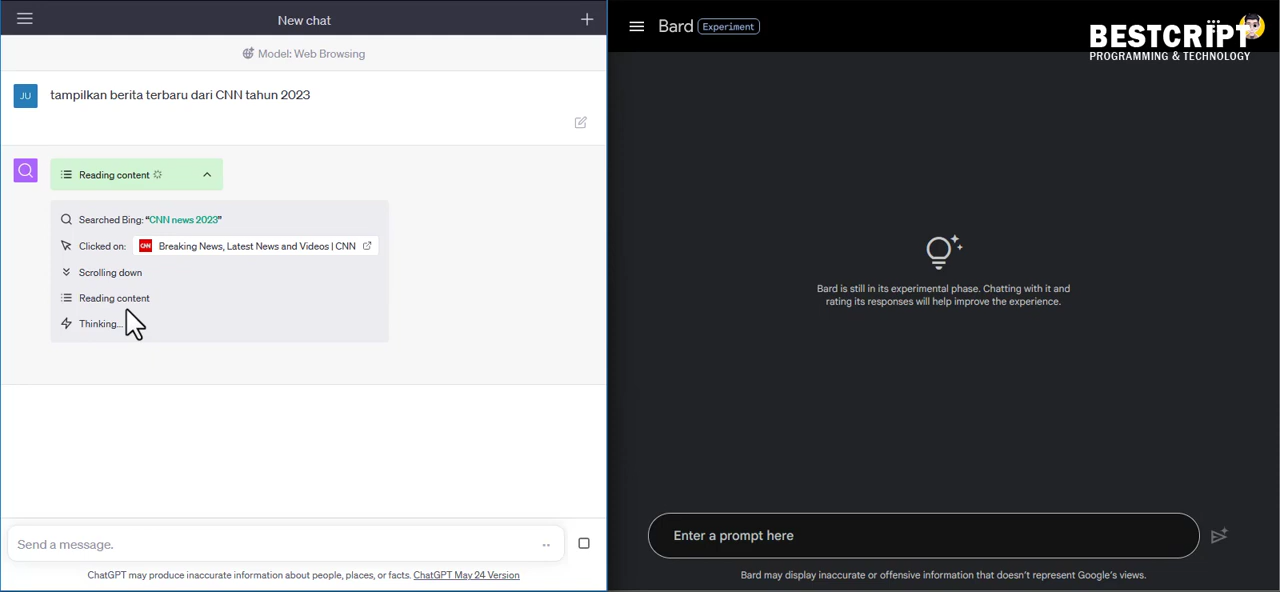 New chat
Model: Web Browsing
JU
tampilkan berita terbaru dari CNN tahun 2023
Reading content
Searched Bing: “CNN news 2023”
Clicked on: CNN Breaking News, Latest News and Videos | CNN
Scrolling down
Reading content
Thinking...
Send a message.
ChatGPT may produce inaccurate information about people, places, or facts. ChatGPT May 24 Version
Bard Experiment
BESTCRIPT
PROGRAMMING & TECHNOLOGY
Bard is still in its experimental phase. Chatting with it and
rating its responses will help improve the experience.
Enter a prompt here
Bard may display inaccurate or offensive information that doesn’t represent Google’s views.